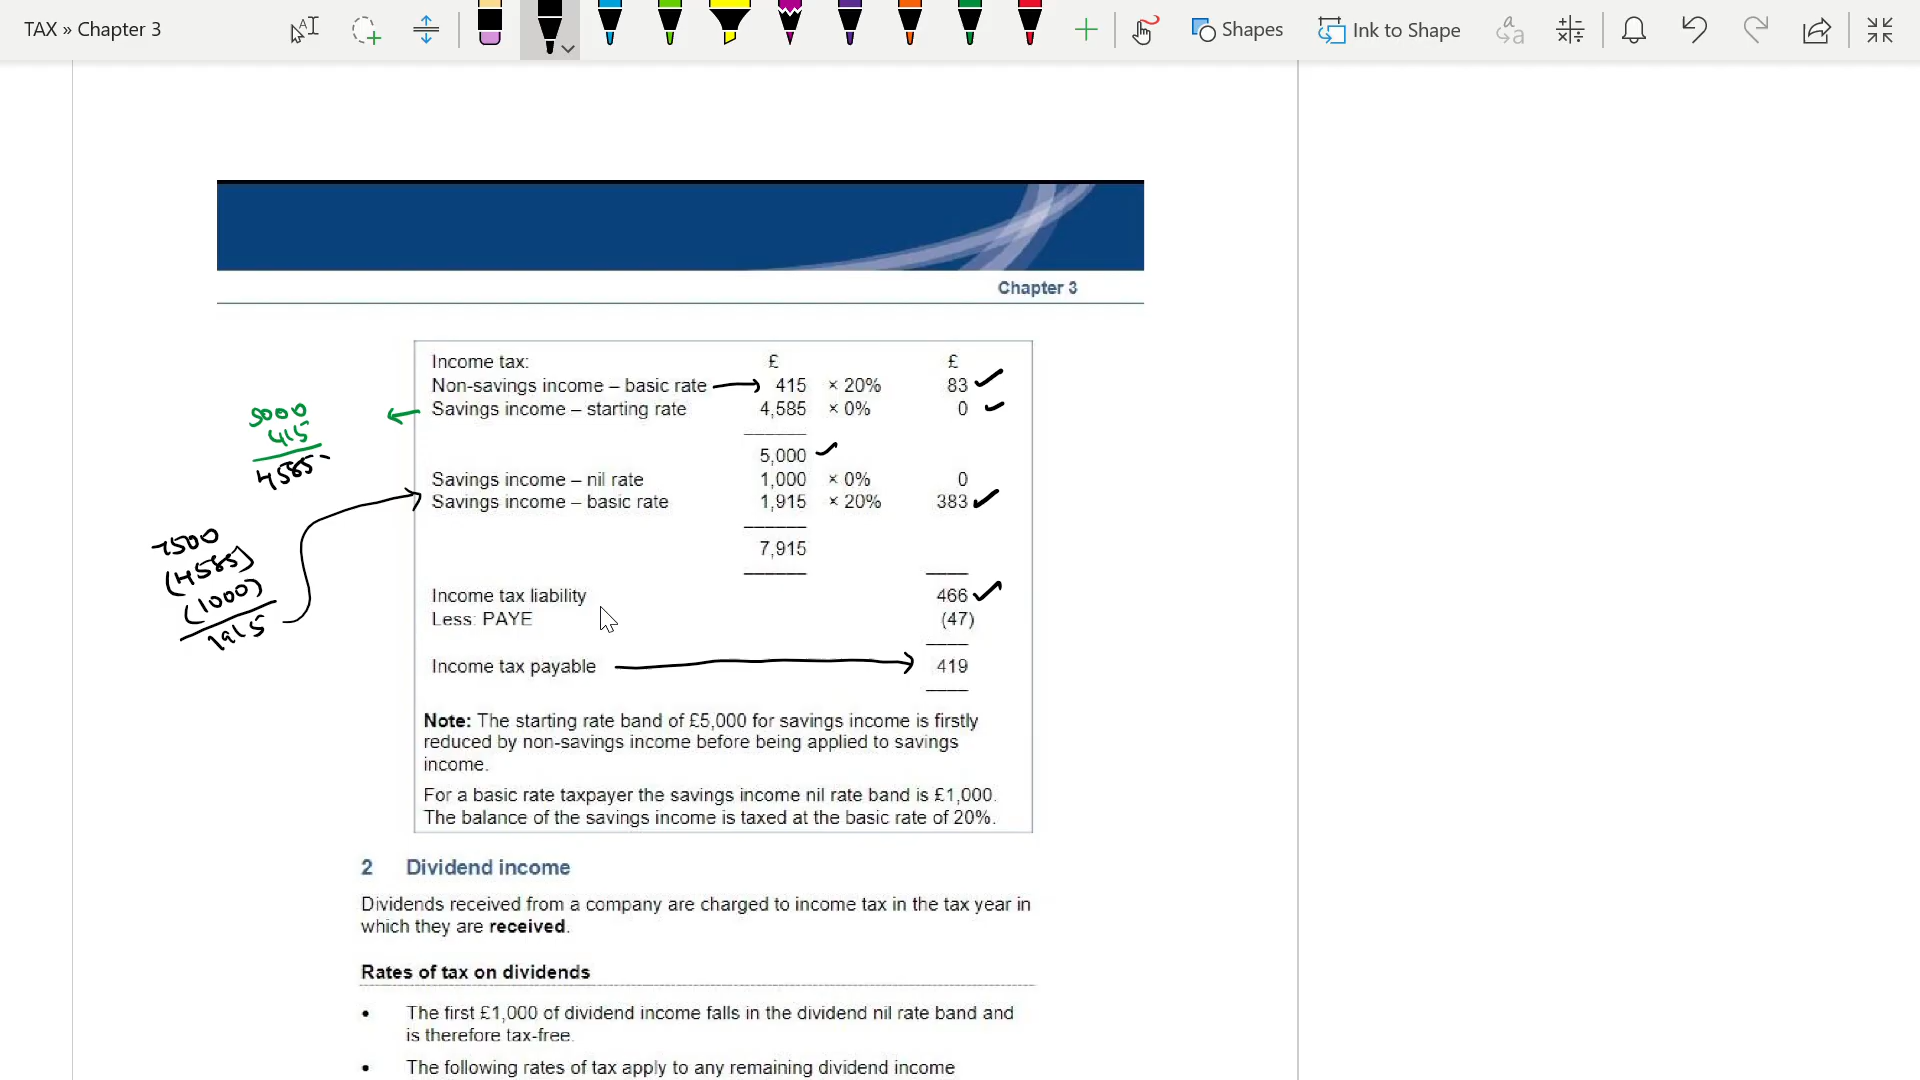 TAX » Chapter 3
Shapes
Ink to Shape
Chapter 3
Income tax: £ £
Non-savings income – basic rate 415 × 20% 83
Savings income – starting rate 4,585 × 0% 0
5,000
Savings income – nil rate 1,000 × 0% 0
Savings income – basic rate 1,915 × 20% 383
7,915
Income tax liability 466
Less: PAYE (47)
Income tax payable 419
5000
415
4585
7500
(4585)
(1000)
1915
Note: The starting rate band of £5,000 for savings income is firstly
reduced by non-savings income before being applied to savings
income.
For a basic rate taxpayer the savings income nil rate band is £1,000.
The balance of the savings income is taxed at the basic rate of 20%.
2 Dividend income
Dividends received from a company are charged to income tax in the tax year in
which they are received.
Rates of tax on dividends
• The first £1,000 of dividend income falls in the dividend nil rate band and
is therefore tax-free.
• The following rates of tax apply to any remaining dividend income